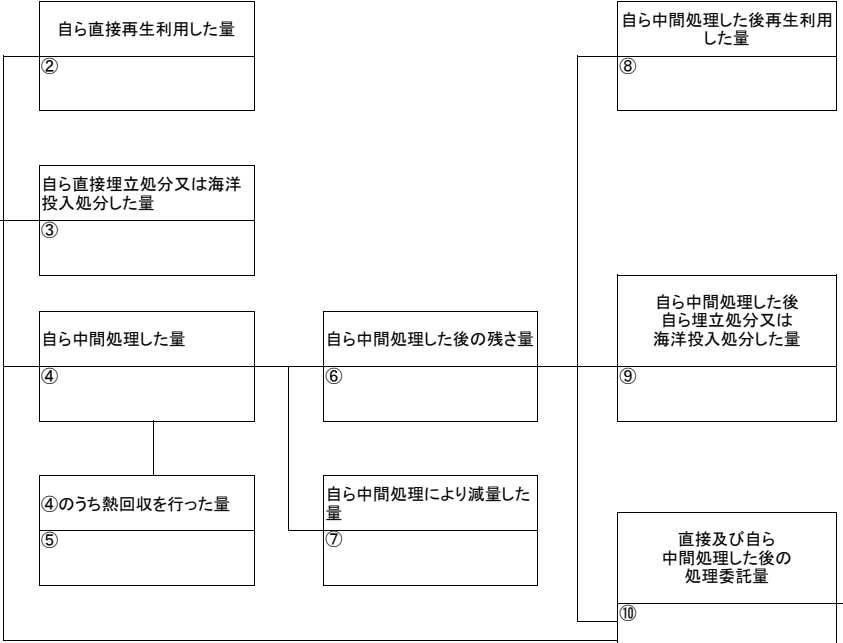 自ら直接再生利用した量
②
自ら中間処理した後再生利用
した量
⑧
自ら直接埋立処分又は海洋
投入処分した量
③
自ら中間処理した量
④
自ら中間処理した後の残さ量
⑥
自ら中間処理した後
自ら埋立処分又は
海洋投入処分した量
⑨
④のうち熱回収を行った量
⑤
自ら中間処理により減量した
量
⑦
直接及び自ら
中間処理した後の
処理委託量
⑩